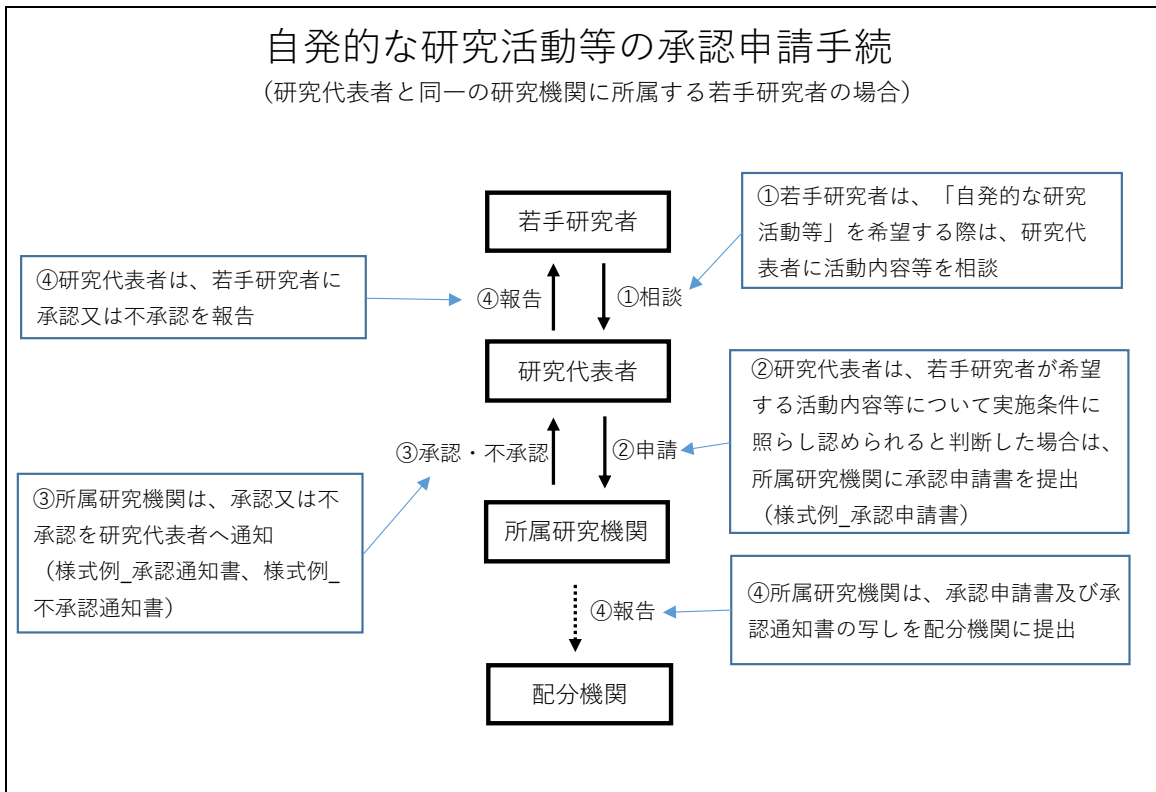 自発的な研究活動等の承認申請手続
（研究代表者と同一の研究機関に所属する若手研究者の場合）
①若手研究者は、「自発的な研究
活動等」を希望する際は、研究代
表者に活動内容等を相談
若手研究者
④研究代表者は、若手研究者に
承認又は不承認を報告
④報告
①相談
研究代表者
②研究代表者は、若手研究者が希望
する活動内容等について実施条件に
照らし認められると判断した場合は、
所属研究機関に承認申請書を提出
（様式例_承認申請書）
③承認・不承認
②申請
③所属研究機関は、承認又は不
承認を研究代表者へ通知
（様式例_承認通知書、様式例_
不承認通知書）
所属研究機関
④報告
④所属研究機関は、承認申請書及び承
認通知書の写しを配分機関に提出
配分機関